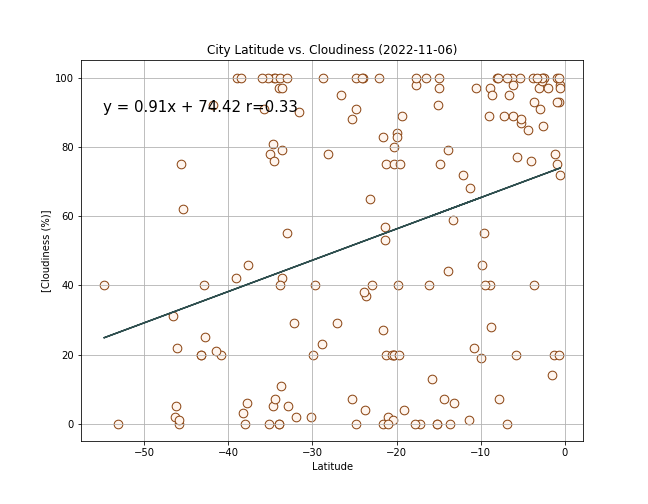 City Latitude vs. Cloudiness (2022-11-06)
100
y = 0.91x + 74.42 r=0.33
80
60
40
20
0
[Cloudiness (%)]
−50 −40 −30 −20 −10 0
Latitude